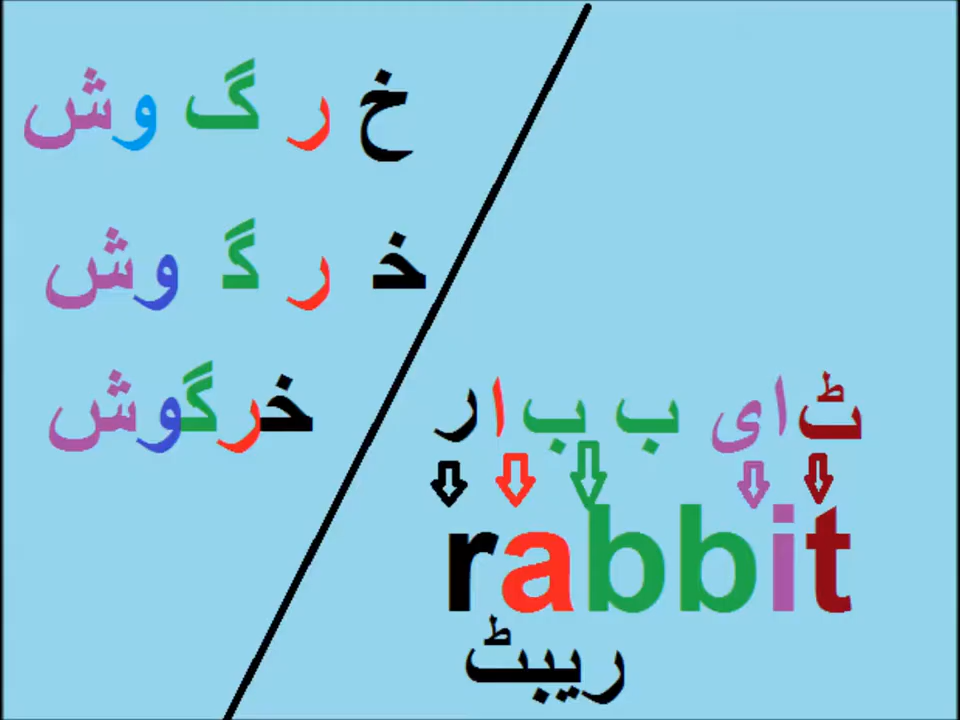 خ ر گ وش
خ‍ ر گ‍ وش
خرگوش
ٹ ای ب ب ا ر
rabbit
ریبٹ